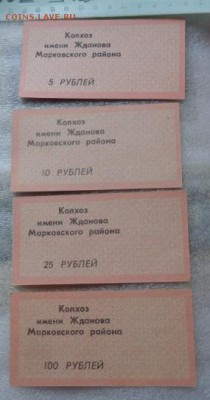 COINS.LAVE.RU
Колхоз
имени Жданова
Марковского района
5 РУБЛЕЙ
Колхоз
имени Жданова
Марковского района
10 РУБЛЕЙ
Колхоз
имени Жданова
Марковского района
25 РУБЛЕЙ
Колхоз
имени Жданова
Марковского района
100 РУБЛЕЙ